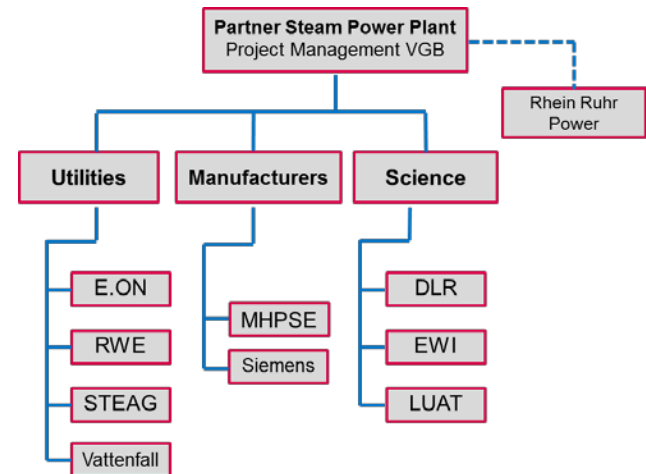 Partner Steam Power Plant
Project Management VGB
Rhein Ruhr
Power
Utilities
Manufacturers
Science
E.ON
RWE
STEAG
Vattenfall
MHPSE
Siemens
DLR
EWI
LUAT